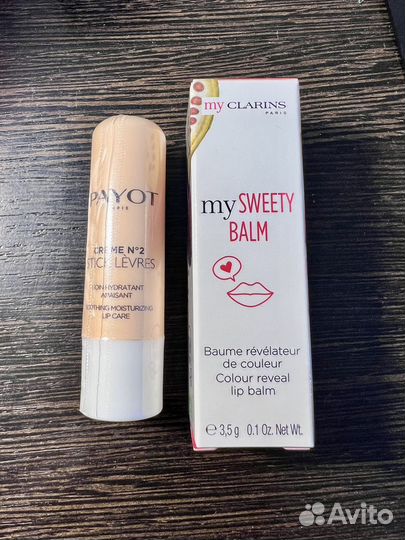 PAYOT
PARIS
CRÈME N°2
STICK LÈVRES
SOIN HYDRATANT
APAISANT
SOOTHING MOISTURIZING
LIP CARE
my CLARINS
PARIS
my SWEETY
BALM
Baume révélateur
de couleur
Colour reveal
lip balm
℮ 3,5 g 0.1 Oz. Net Wt.
Avito